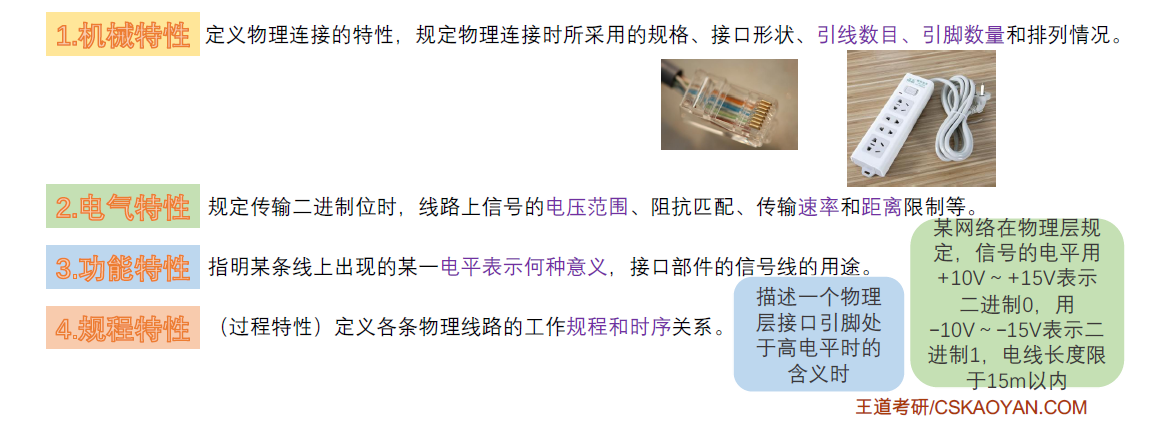 1.机械特性 定义物理连接的特性，规定物理连接时所采用的规格、接口形状、引线数目、引脚数量和排列情况。
2.电气特性 规定传输二进制位时，线路上信号的电压范围、阻抗匹配、传输速率和距离限制等。
3.功能特性 指明某条线上出现的某一电平表示何种意义，接口部件的信号线的用途。
4.规程特性 （过程特性）定义各条物理线路的工作规程和时序关系。
描述一个物理
层接口引脚处
于高电平时的
含义时
某网络在物理层规
定，信号的电平用
+10V～+15V表示
二进制0，用
−10V～−15V表示二
进制1，电线长度限
于15m以内
王道考研/CSKAOYAN.COM